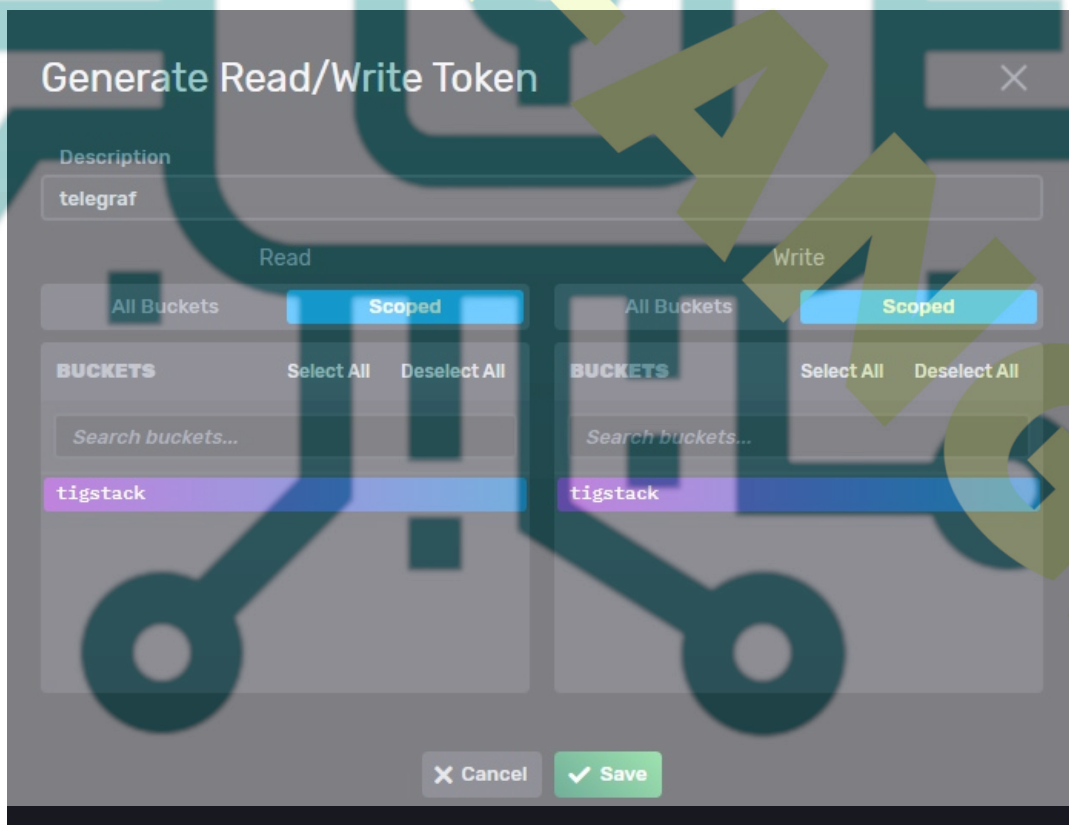 Generate Read/Write Token
Description
telegraf
Read
Write
All Buckets Scoped
All Buckets Scoped
BUCKETS Select All Deselect All
BUCKETS Select All Deselect All
Search buckets...
Search buckets...
tigstack
tigstack
Cancel
Save